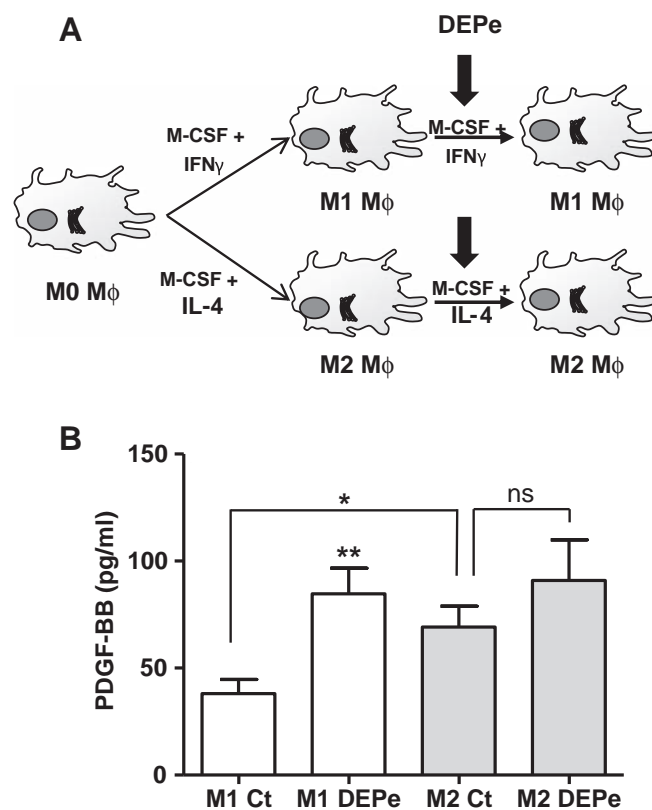 A
DEPe
M-CSF +
IFNγ
M-CSF +
IFNγ
M1 Mϕ
M1 Mϕ
M0 Mϕ
M-CSF +
IL-4
M-CSF +
IL-4
M2 Mϕ
M2 Mϕ
B
PDGF-BB (pg/ml)
150
100
50
0
*
**
ns
M1 Ct
M1 DEPe
M2 Ct
M2 DEPe